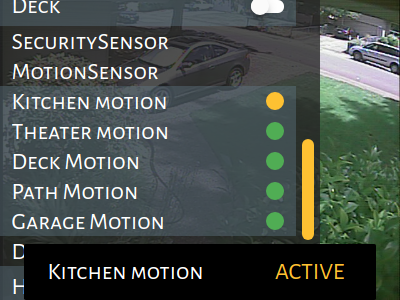 Deck
SecuritySensor
MotionSensor
Kitchen motion
Theater motion
Deck Motion
Path Motion
Garage Motion
Kitchen motion ACTIVE